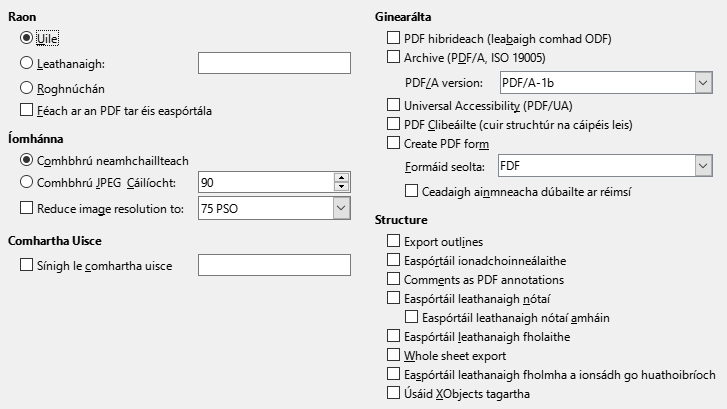 Raon
Uile
Leathanaigh:
Roghnúchán
Féach ar an PDF tar éis easpórtála
Íomhánna
Comhbhrú neamhchaillteach
Comhbhrú JPEG Cáilíocht:
90
Reduce image resolution to:
75 PSO
Comhartha Uisce
Sínigh le comhartha uisce
Ginearálta
PDF hibrideach (leabaigh comhad ODF)
Archive (PDF/A, ISO 19005)
PDF/A version:
PDF/A-1b
Universal Accessibility (PDF/UA)
PDF Clibeáilte (cuir struchtúr na cáipéis leis)
Create PDF form
Formáid seolta:
FDF
Ceadaigh ainmneacha dúbailte ar réimsí
Structure
Export outlines
Easpórtáil ionadchoinneálaithe
Comments as PDF annotations
Easpórtáil leathanaigh nótaí
Easpórtáil leathanaigh nótaí amháin
Easpórtáil leathanaigh fholaithe
Whole sheet export
Easpórtáil leathanaigh fholmha a ionsádh go huathoibríoch
Úsáid XObjects tagartha